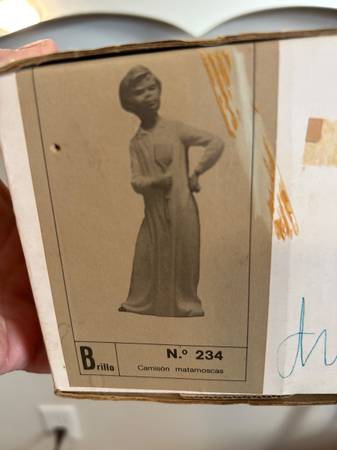 Brillo
N.º 234
Camisón matamoscas